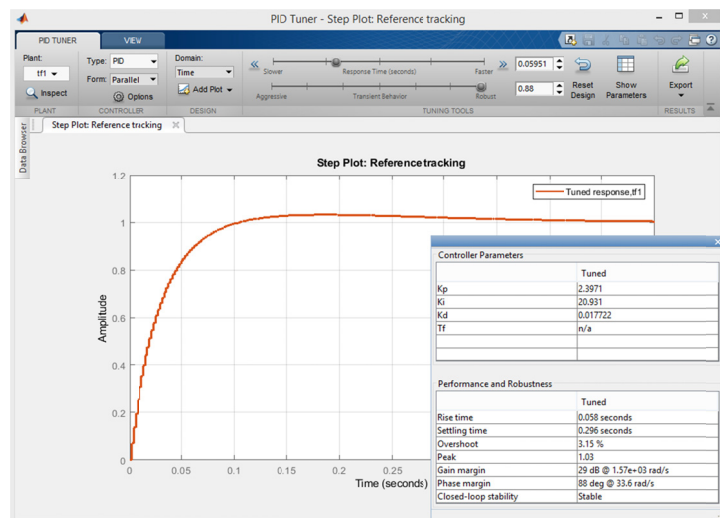 PID Tuner - Step Plot: Reference tracking
PID TUNER VIEW
Plant: Type: PID Domain:
tf1 Form: Parallel Time Slower Response Time (seconds) Faster 0.05951
Inspect Options Add Plot Aggressive Transient Behavior Robust 0.88 Reset Design Show Parameters Export
PLANT CONTROLLER DESIGN TUNING TOOLS RESULTS
Data Browser
Step Plot: Reference trcking
Step Plot: Referencetracking
Tuned response,tf1
1.2
1
0.8
0.6
0.4
0.2
0
Amplitude
0 0.05 0.1 0.15 0.2 0.25
Time (seconds)
Controller Parameters
Tuned
Kp 2.3971
Ki 20.931
Kd 0.017722
Tf n/a
Performance and Robustness
Tuned
Rise time 0.058 seconds
Settling time 0.296 seconds
Overshoot 3.15 %
Peak 1.03
Gain margin 29 dB @ 1.57e+03 rad/s
Phase margin 88 deg @ 33.6 rad/s
Closed-loop stability Stable